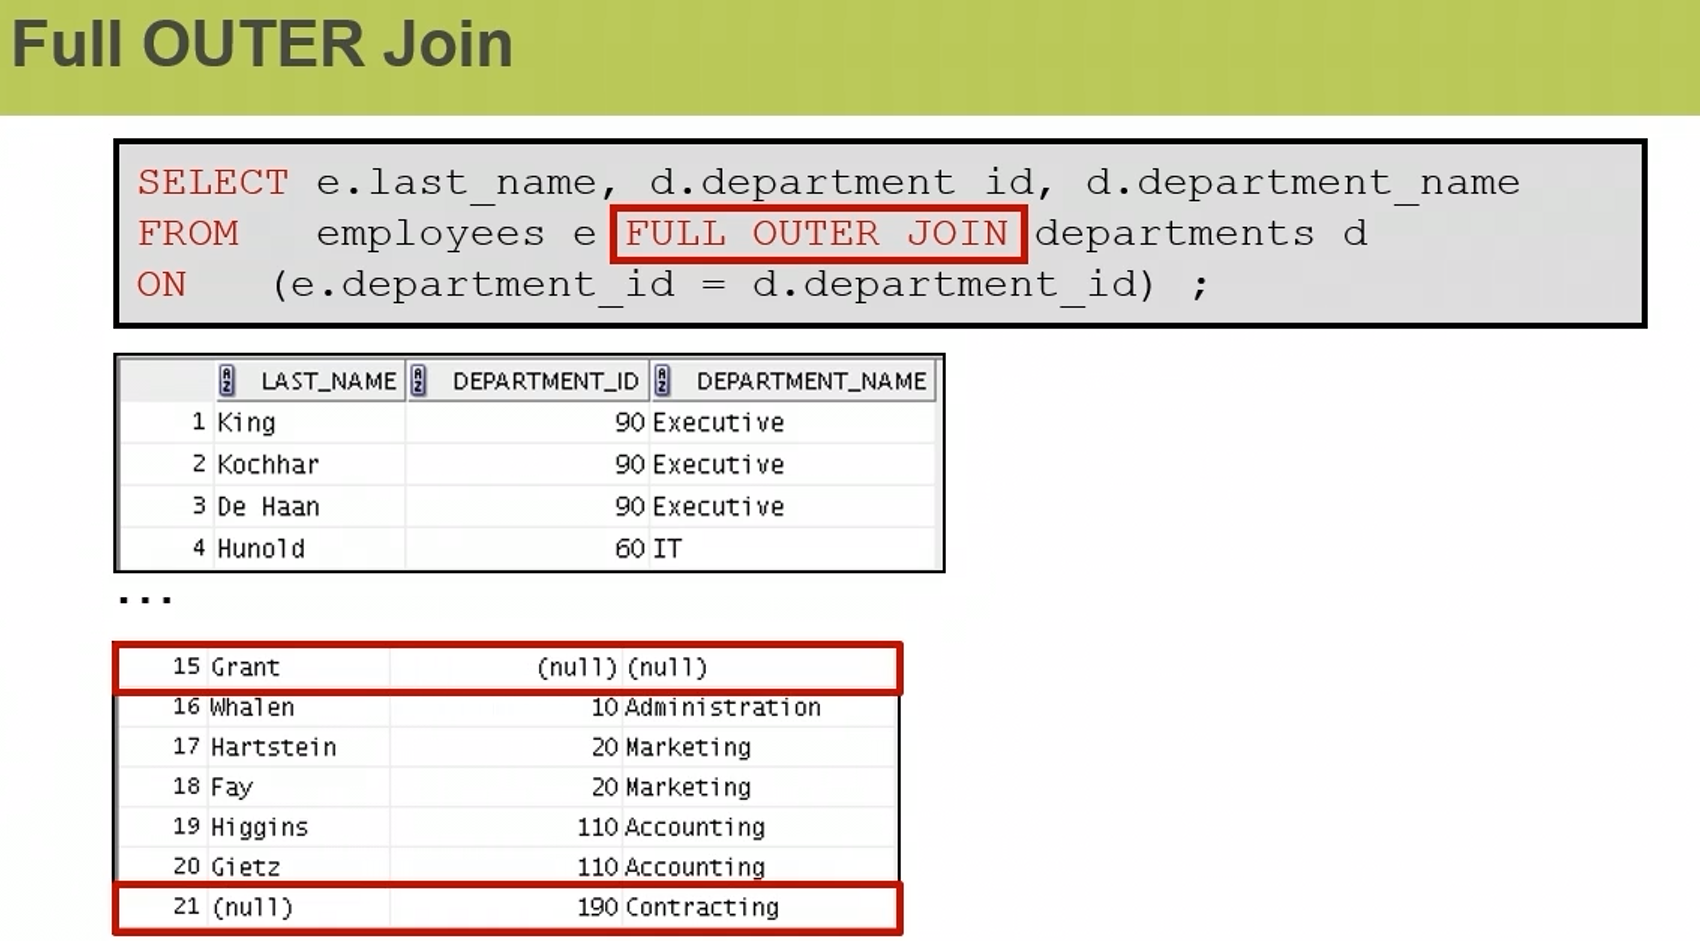 Full OUTER Join
SELECT e.last_name, d.department_id, d.department_name
FROM employees e FULL OUTER JOIN departments d
ON (e.department_id = d.department_id) ;
LAST_NAME DEPARTMENT_ID DEPARTMENT_NAME
1 King 90 Executive
2 Kochhar 90 Executive
3 De Haan 90 Executive
4 Hunold 60 IT
...
15 Grant (null) (null)
16 Whalen 10 Administration
17 Hartstein 20 Marketing
18 Fay 20 Marketing
19 Higgins 110 Accounting
20 Gietz 110 Accounting
21 (null) 190 Contracting